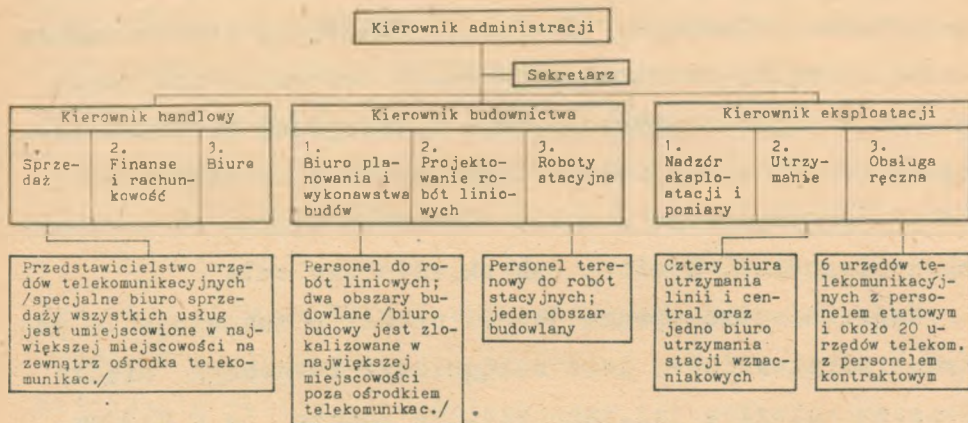 Kierownik administracji
Sekretarz
Kierownik handlowy
1.
Sprze-
daż
2.
Finanse
i rachun-
kowość
3.
Biura
Kierownik budownictwa
1.
Biuro pla-
nowania i
wykonawstwa
budów
2.
Projekto-
wanie ro-
bót linio-
wych
3.
Roboty
stacyjne
Kierownik eksploatacji
1.
Nadzór
eksplo-
atacji i
pomiary
2.
Utrzy-
manie
3.
Obsługa
ręczna
Przedstawicielstwo urzę-
dów telekomunikacyjnych
/specjalne biuro sprze-
daży wszystkich usług
jest umiejscowione w naj-
większej miejscowości na
zewnątrz ośrodka teleko-
munikac./
Personel do ro-
bót liniowych;
dwa obszary bu-
dowlane /biuro
budowy jest zlo-
kalizowane w
największej
miejscowości
poza ośrodkiem
telekomunikac./
Personel tere-
nowy do robót
stacyjnych;
jeden obszar
budowlany
Cztery biura
utrzymania
linii i cen-
tral oraz
jedno biuro
utrzymania
stacji wzmac-
niakowych
6 urzędów te-
lekomunikacyj-
nych z perso-
nelem etatowym
i około 20 u-
rzędów telekom.
z personelem
kontraktowym